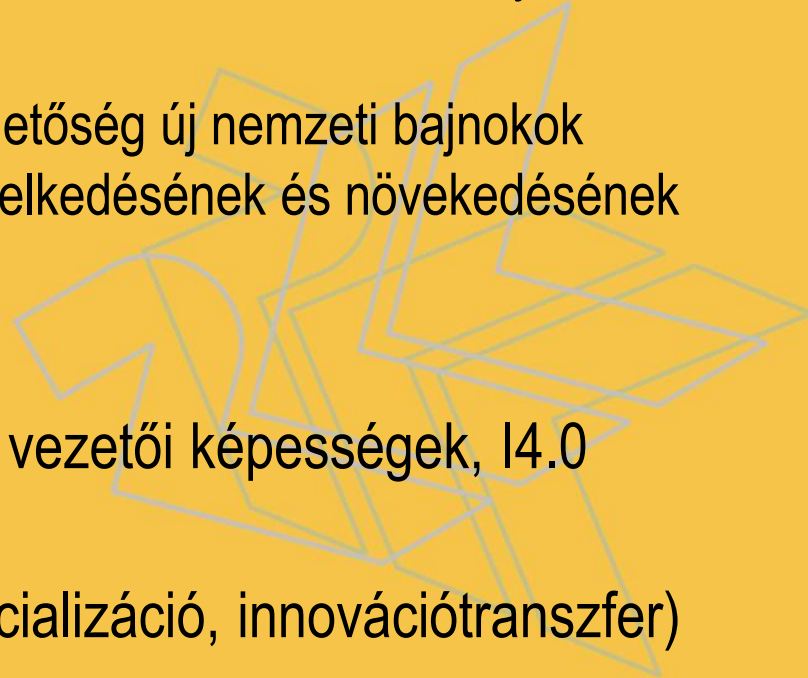 etőség új nemzeti bajnokok
elkedésének és növekedésének
vezetői képességek, I4.0
cializáció, innovációtranszfer)